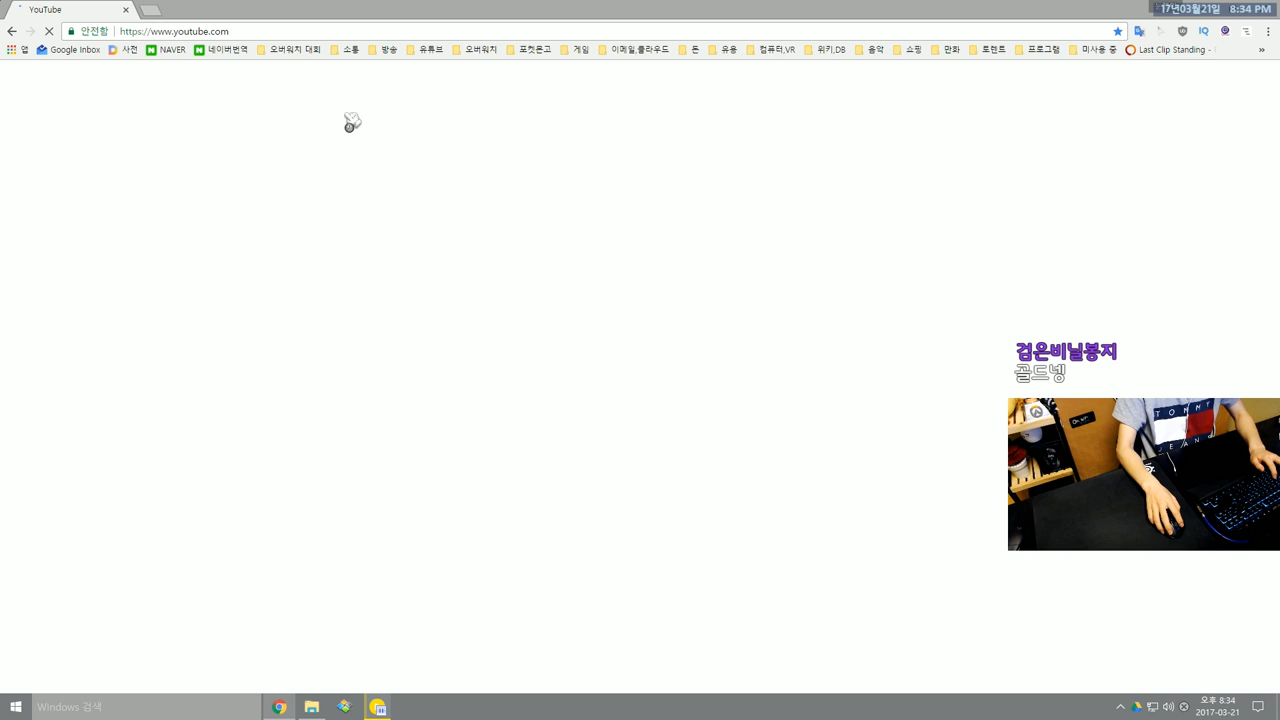 YouTube
17년03월21일 8:34 PM
안전함 https://www.youtube.com
앱 Google Inbox 사전 NAVER 네이버번역 오버워치 대회 소통 방송 유튜브 오버워치 포켓몬고 게임 이메일,클라우드 돈 유용 컴퓨터,VR 위키,DS 음악 쇼핑 만화 토렌트 프로그램 미사용 중 Last Clip Standing -
검은비닐봉지
골드넹
TOMMY
JEANS
Windows 검색
오후 8:34
2017-03-21